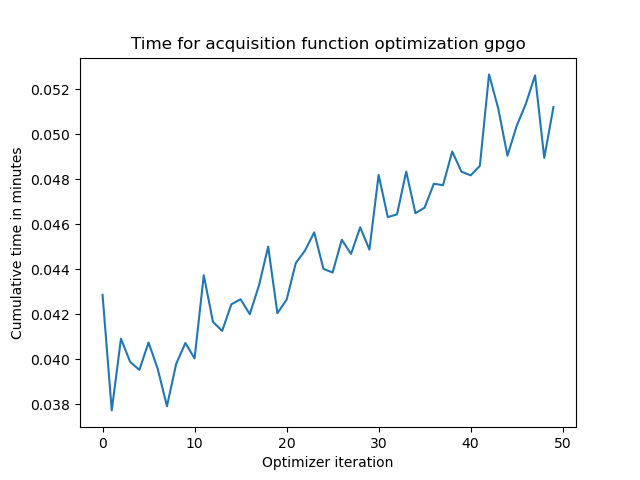 Time for acquisition function optimization gpgo
0.052
0.050
0.048
0.046
0.044
0.042
0.040
0.038
Cumulative time in minutes
0 10 20 30 40 50
Optimizer iteration